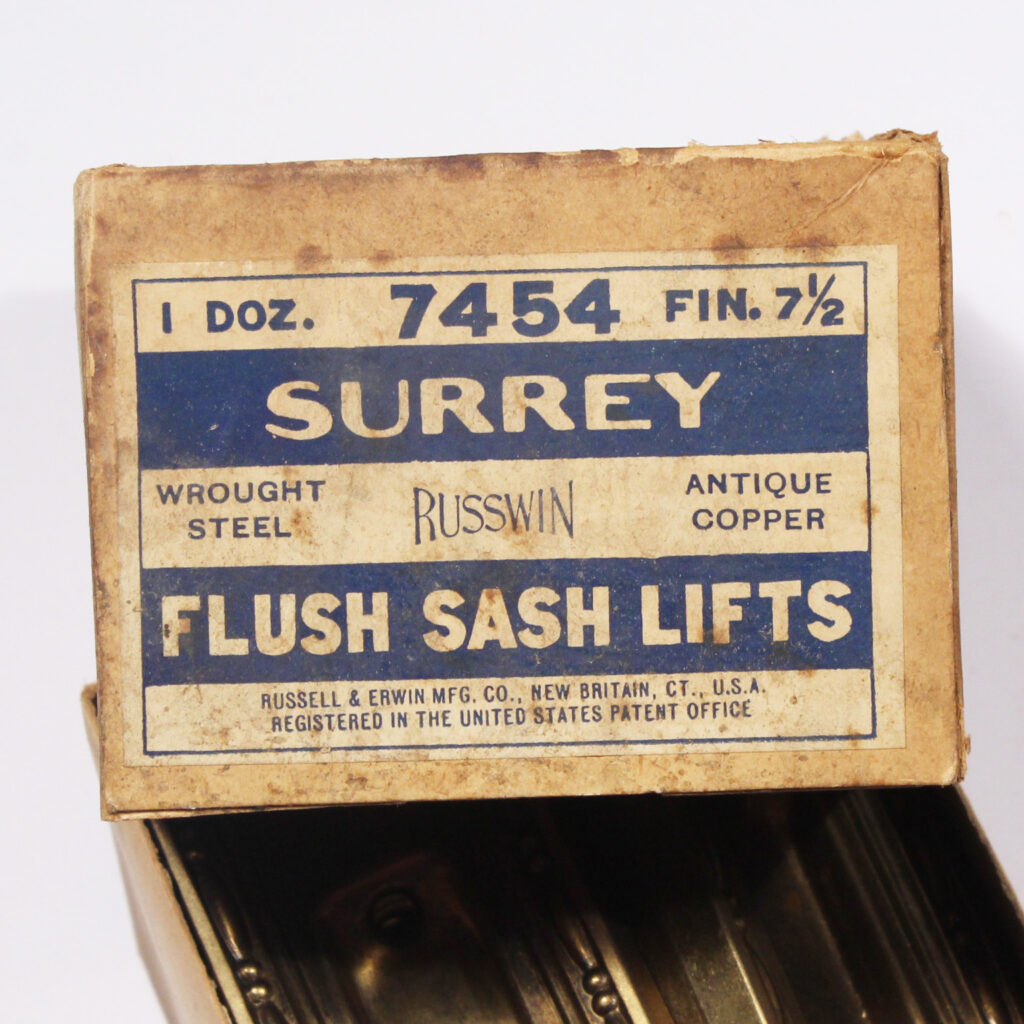 1 DOZ. 7454 FIN. 7½
SURREY
WROUGHT STEEL
RUSSWIN
ANTIQUE COPPER
FLUSH SASH LIFTS
RUSSELL & ERWIN MFG. CO., NEW BRITAIN, CT., U.S.A.
REGISTERED IN THE UNITED STATES PATENT OFFICE